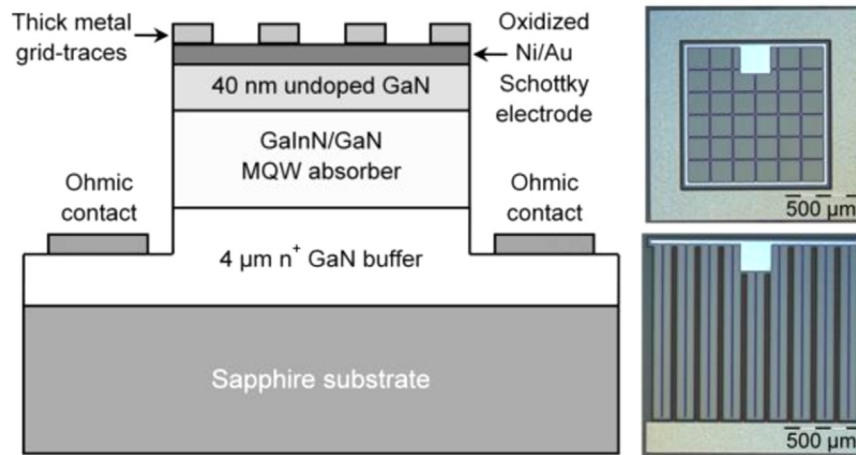 Thick metal
grid-traces
Oxidized
Ni/Au
Schottky
electrode
40 nm undoped GaN
GaInN/GaN
MQW absorber
Ohmic
contact
Ohmic
contact
4 µm n⁺ GaN buffer
Sapphire substrate
500 µm
500 µm